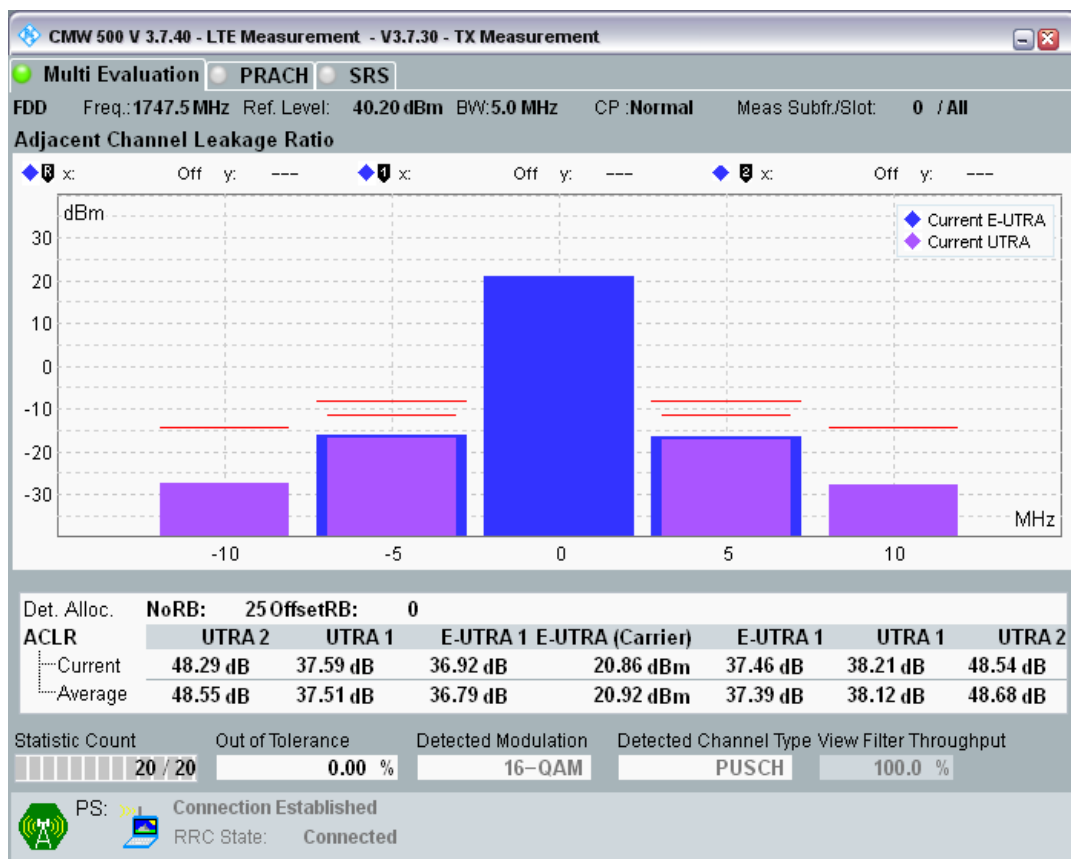 CMW 500 V 3.7.40 - LTE Measurement - V3.7.30 - TX Measurement
Multi Evaluation PRACH SRS
FDD Freq.: 1747.5 MHz Ref. Level: 40.20 dBm BW: 5.0 MHz CP : Normal Meas Subfr./Slot: 0 / All
Adjacent Channel Leakage Ratio
R x: Off y: --- 1 x: Off y: --- 2 x: Off y: ---
dBm
Current E-UTRA
Current UTRA
30
20
10
0
-10
-20
-30
MHz
-10 -5 0 5 10
Det. Alloc. NoRB: 25 OffsetRB: 0
ACLR UTRA 2 UTRA 1 E-UTRA 1 E-UTRA (Carrier) E-UTRA 1 UTRA 1 UTRA 2
Current 48.29 dB 37.59 dB 36.92 dB 20.86 dBm 37.46 dB 38.21 dB 48.54 dB
Average 48.55 dB 37.51 dB 36.79 dB 20.92 dBm 37.39 dB 38.12 dB 48.68 dB
Statistic Count Out of Tolerance Detected Modulation Detected Channel Type View Filter Throughput
20 / 20 0.00 % 16-QAM PUSCH 100.0 %
PS: Connection Established
RRC State: Connected